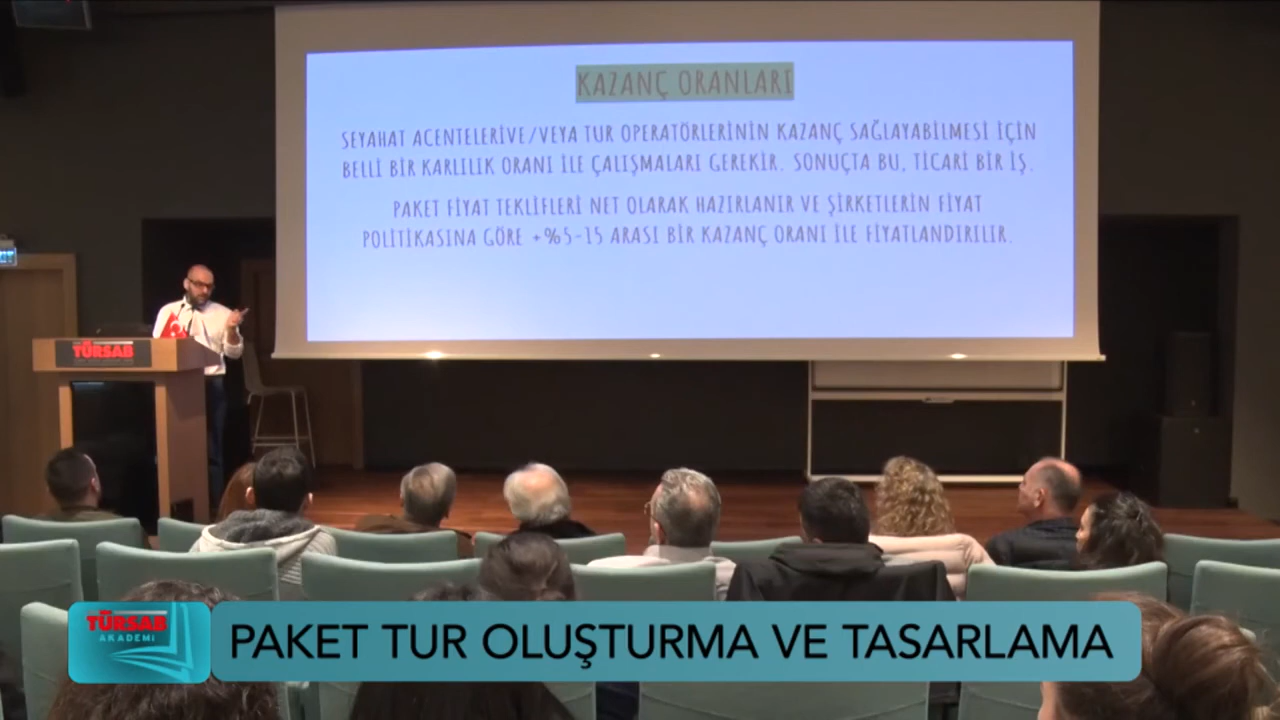 KAZANÇ ORANLARI
SEYAHAT ACENTELERİVE/VEYA TUR OPERATÖRLERİNİN KAZANÇ SAĞLAYABİLMESİ İÇİN
BELLİ BİR KARLILIK ORANI İLE ÇALIŞMALARI GEREKİR. SONUÇTA BU, TİCARİ BİR İŞ.
PAKET FİYAT TEKLİFLERİ NET OLARAK HAZIRLANIR VE ŞİRKETLERİN FİYAT
POLİTİKASINA GÖRE +%5-15 ARASI BİR KAZANÇ ORANI İLE FİYATLANDIRILIR.
TÜRSAB
TÜRSAB
AKADEMİ
PAKET TUR OLUŞTURMA VE TASARLAMA